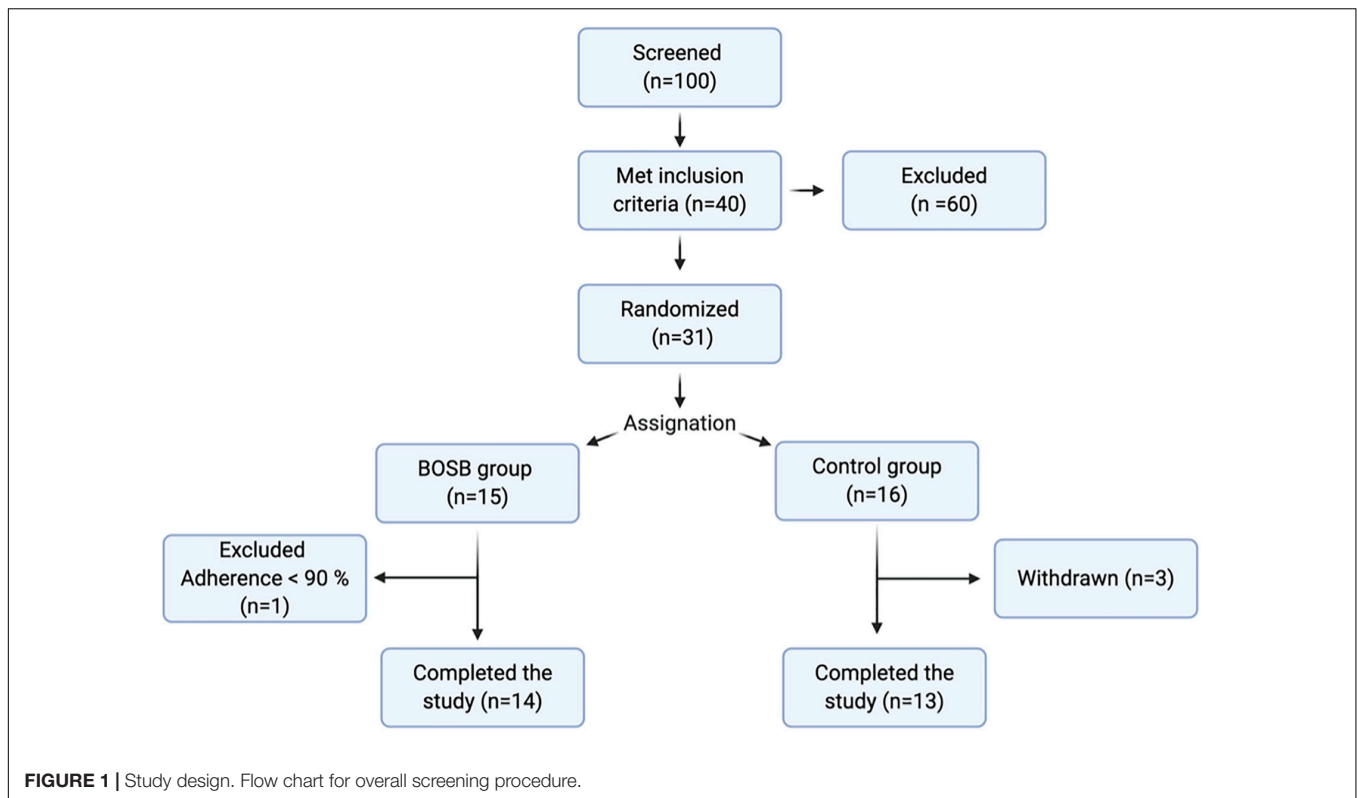 Screened
(n=100)
Met inclusion
criteria (n=40)
Excluded
(n =60)
Randomized
(n=31)
Assignation
BOSB group
(n=15)
Control group
(n=16)
Excluded
Adherence < 90 %
(n=1)
Withdrawn (n=3)
Completed the
study (n=14)
Completed the
study (n=13)
FIGURE 1 | Study design. Flow chart for overall screening procedure.